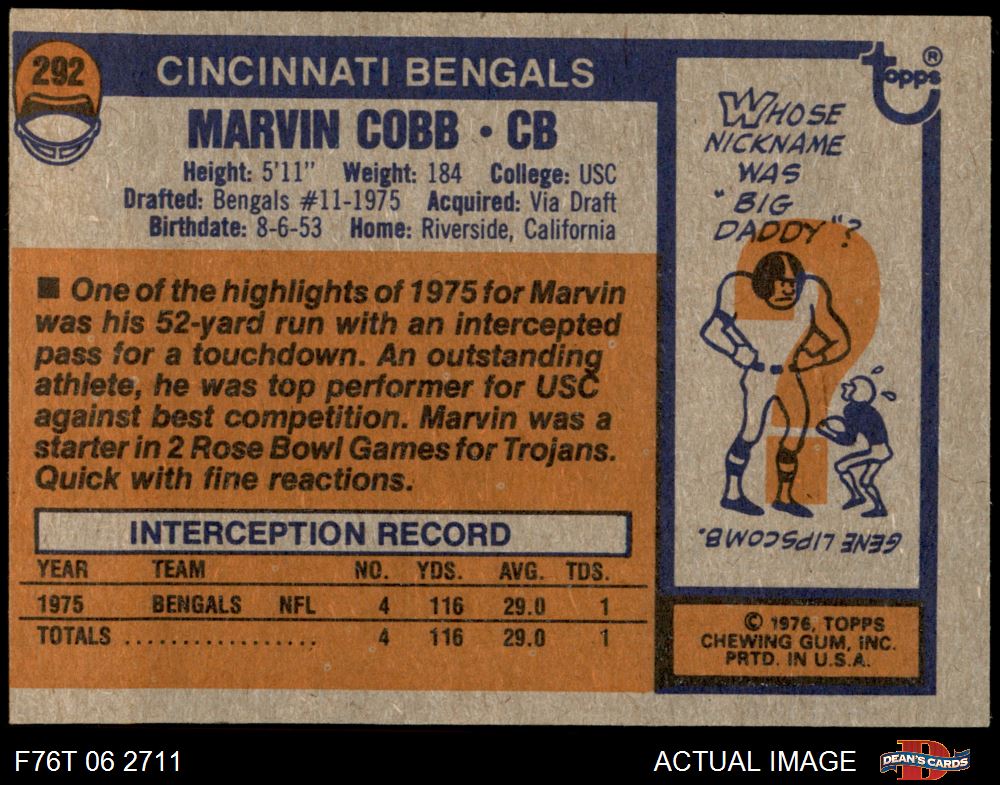 292
CINCINNATI BENGALS
MARVIN COBB • CB
Height: 5'11" Weight: 184 College: USC
Drafted: Bengals #11-1975 Acquired: Via Draft
Birthdate: 8-6-53 Home: Riverside, California
■ One of the highlights of 1975 for Marvin
was his 52-yard run with an intercepted
pass for a touchdown. An outstanding
athlete, he was top performer for USC
against best competition. Marvin was a
starter in 2 Rose Bowl Games for Trojans.
Quick with fine reactions.
INTERCEPTION RECORD
YEAR TEAM NO. YDS. AVG. TDS.
1975 BENGALS NFL 4 116 29.0 1
TOTALS .................. 4 116 29.0 1
topps®
WHOSE
NICKNAME
WAS
"BIG
DADDY"?
?
GENE LIPSCOMB.
© 1976, TOPPS
CHEWING GUM, INC.
PRTD. IN U.S.A.
F76T 06 2711
ACTUAL IMAGE
D
DEAN'S CARDS